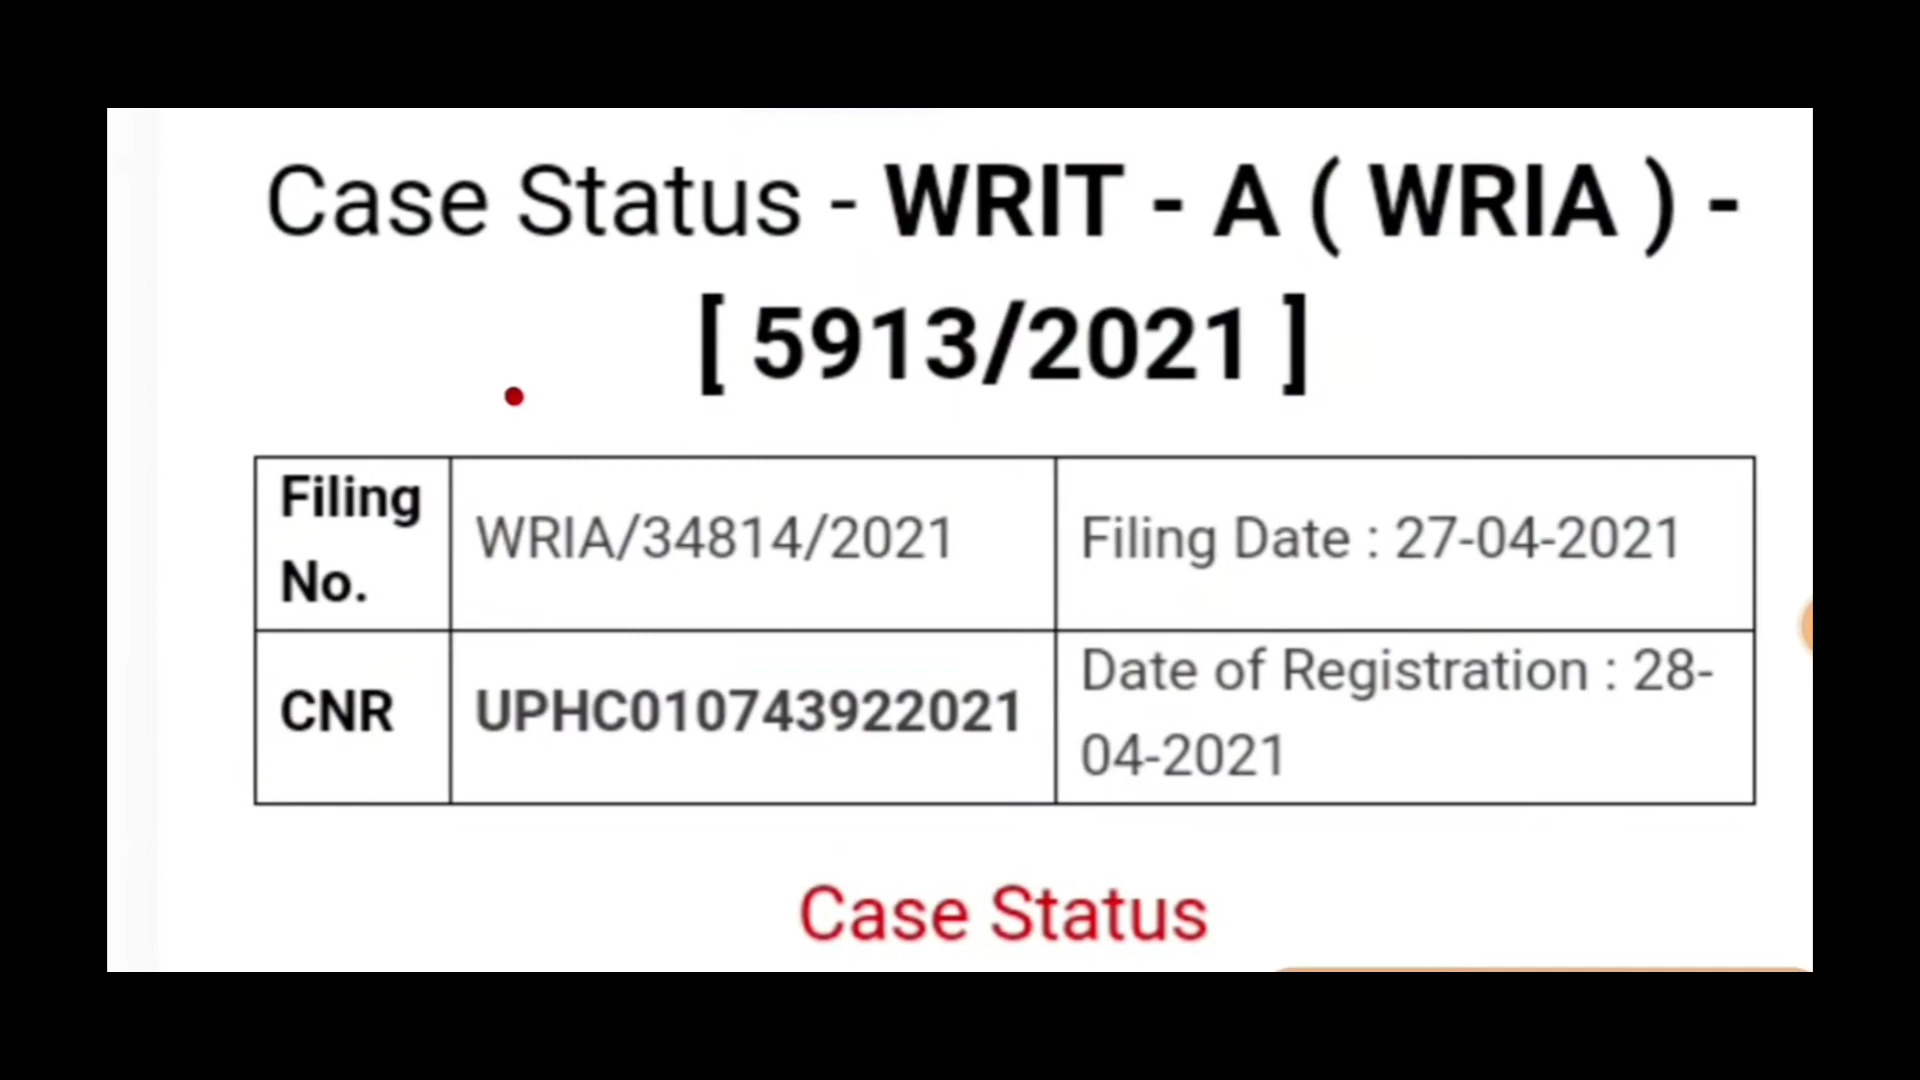 Case Status - WRIT - A ( WRIA ) -
[ 5913/2021 ]
Filing No.
WRIA/34814/2021
Filing Date : 27-04-2021
CNR
UPHC010743922021
Date of Registration : 28-
04-2021
Case Status